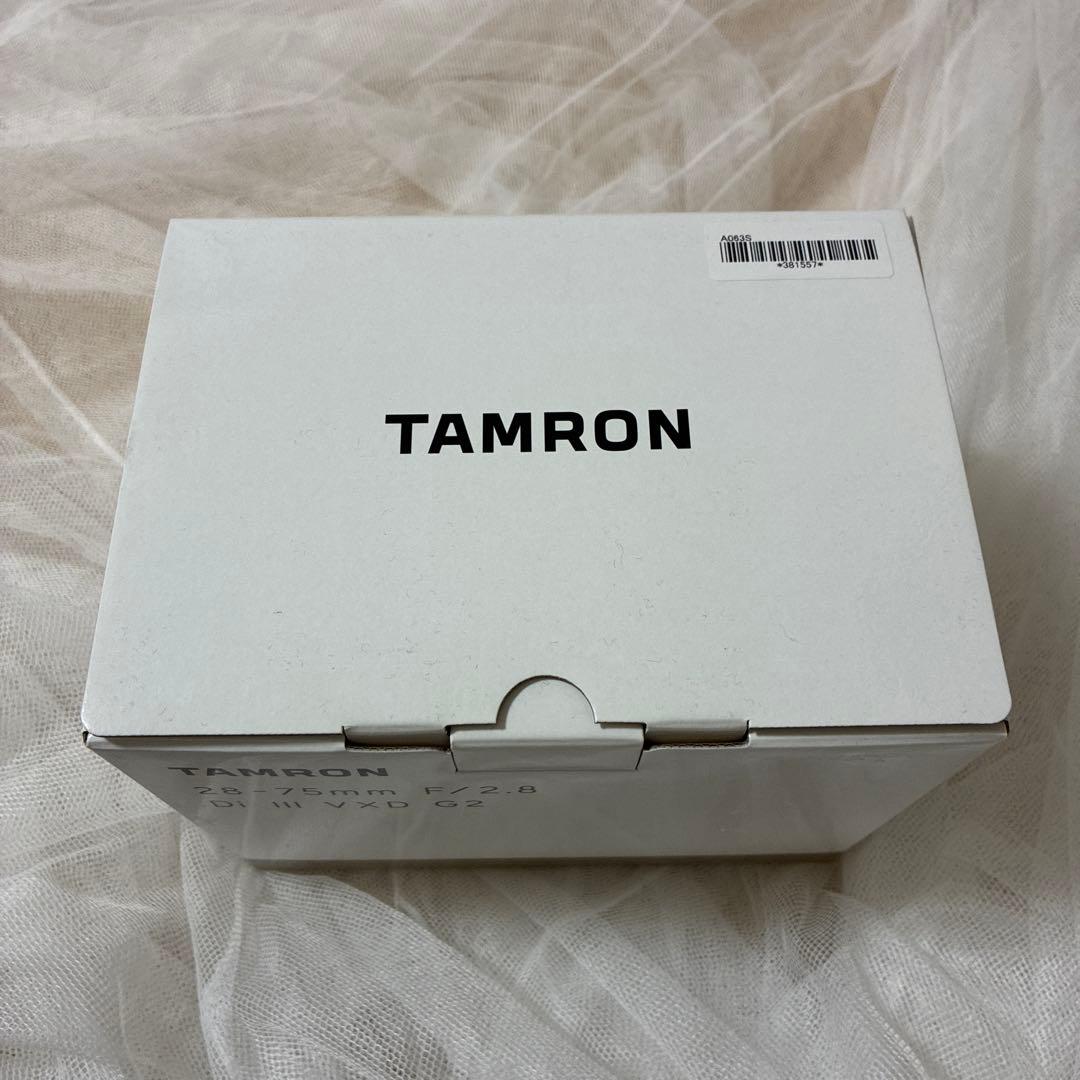 A063S
*381557*
TAMRON
TAMRON
28-75mm F/2.8
Di III VXD G2